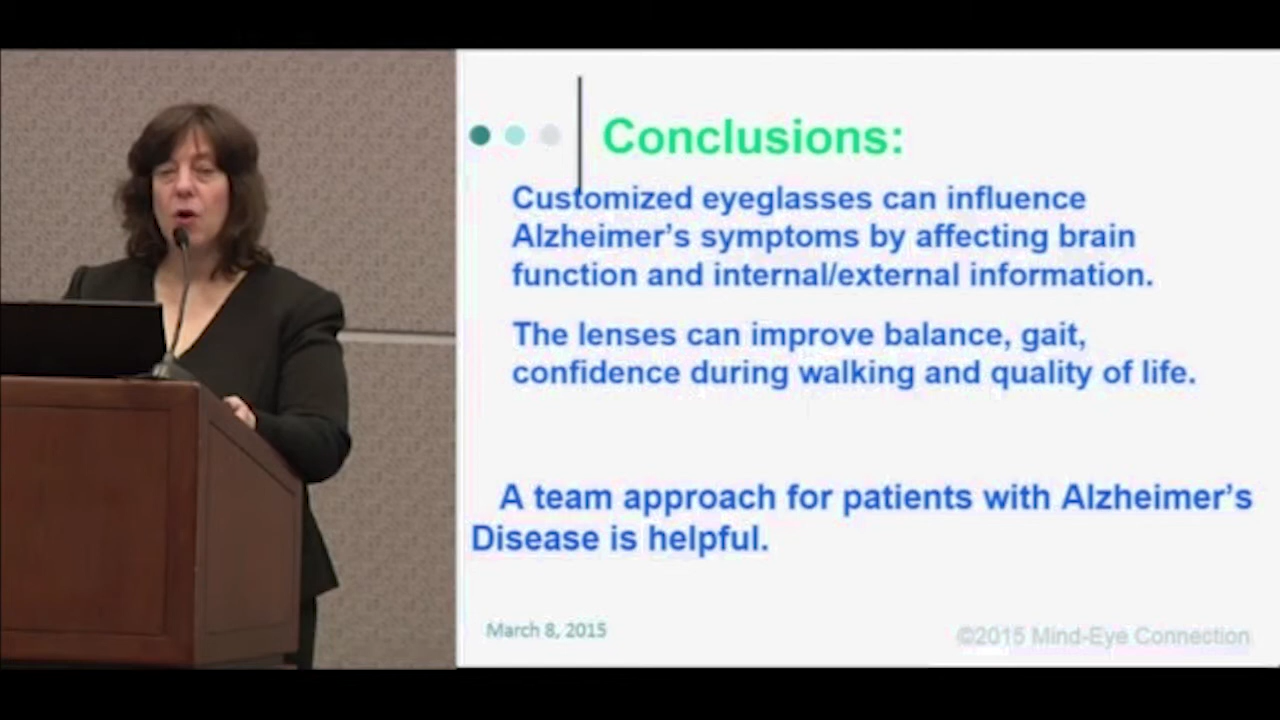 Conclusions:
Customized eyeglasses can influence
Alzheimer's symptoms by affecting brain
function and internal/external information.
The lenses can improve balance, gait,
confidence during walking and quality of life.
A team approach for patients with Alzheimer's
Disease is helpful.
March 8, 2015
©2015 Mind-Eye Connection